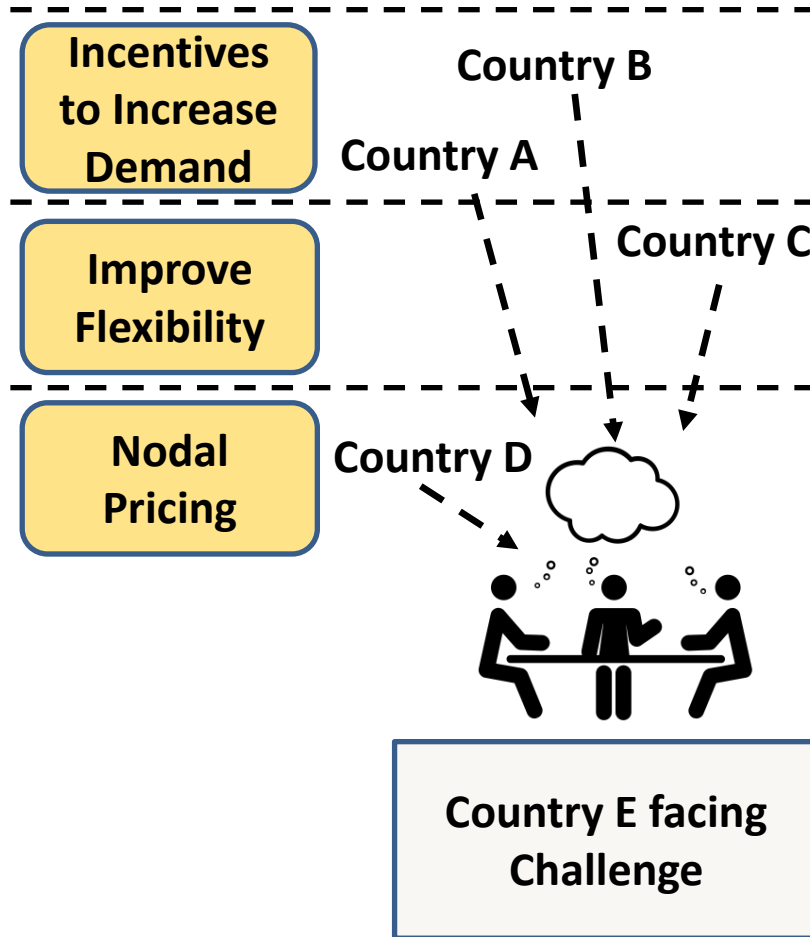 Incentives
to Increase
Demand
Country B
Country A
Improve
Flexibility
Country C
Nodal
Pricing
Country D
Country E facing
Challenge